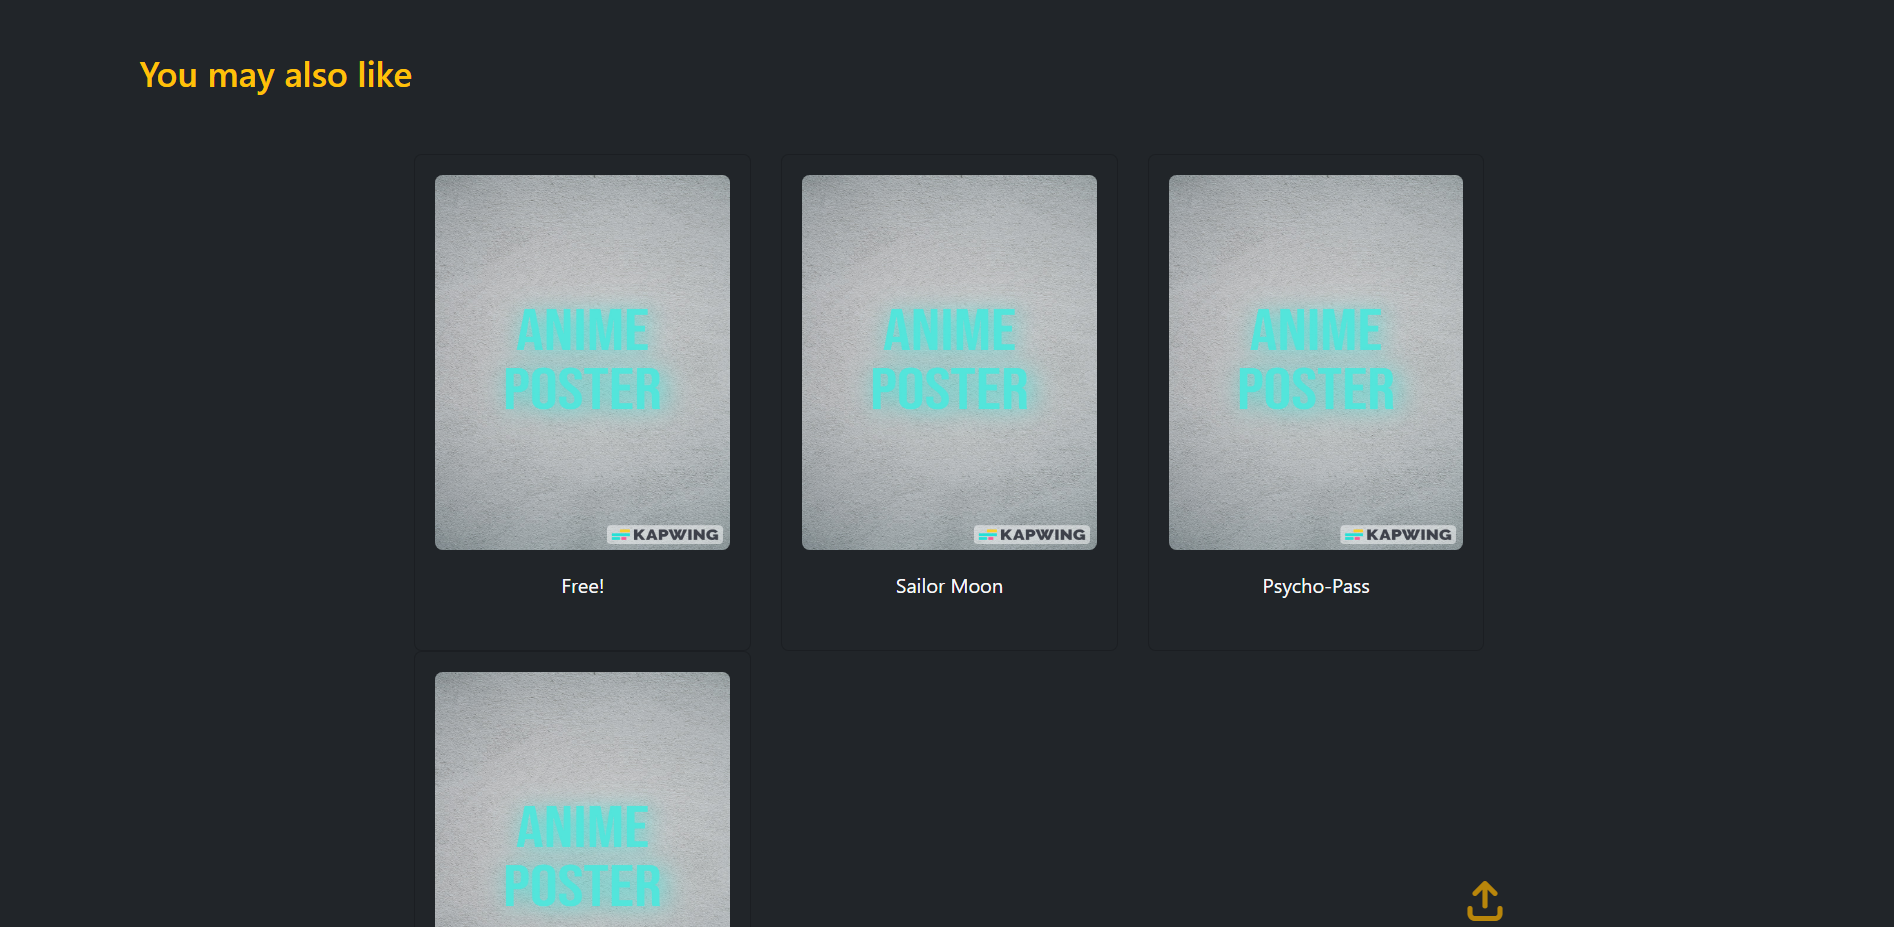 You may also like
ANIME
POSTER
KAPWING
Free!
ANIME
POSTER
KAPWING
Sailor Moon
ANIME
POSTER
KAPWING
Psycho-Pass
ANIME
POSTER